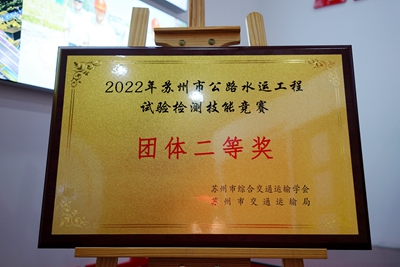 2022年苏州市公路水运工程
试验检测技能竞赛
团体二等奖
苏州市综合交通运输学会
苏州市交通运输局